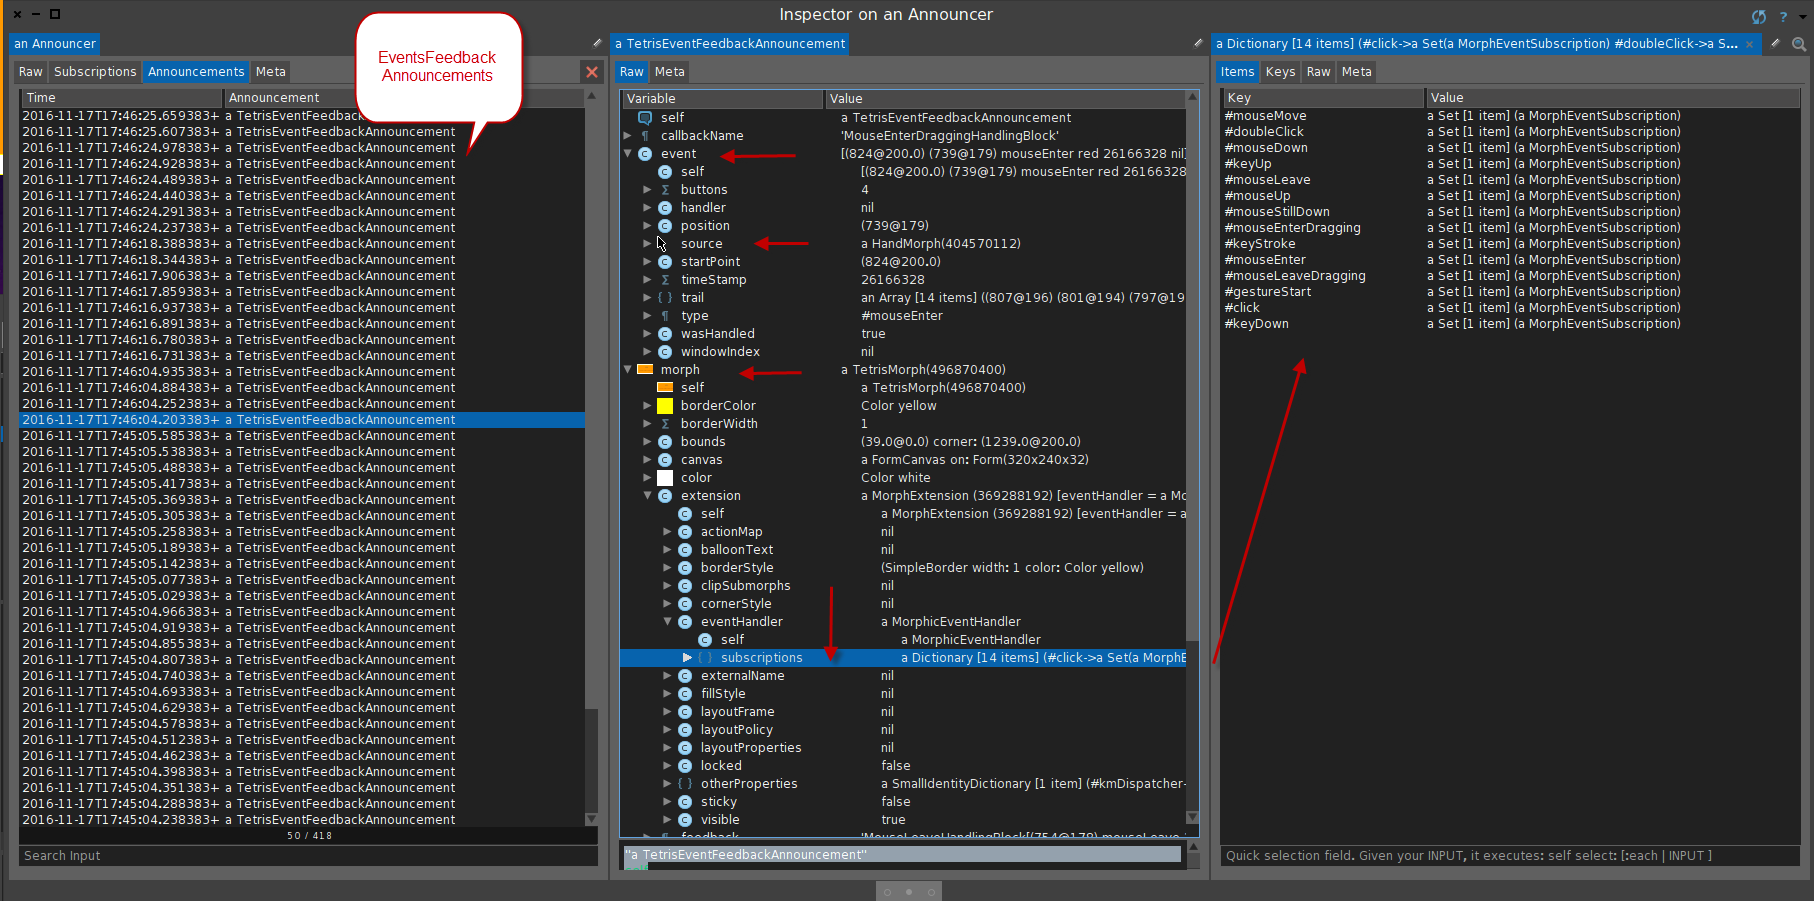 Inspector on an Announcer
?
an Announcer
Raw Subscriptions Announcements Meta
EventsFeedback
Announcements
Time Announcement
2016-11-17T17:46:25.659383+ a TetrisEventFeedbackAnnouncement
2016-11-17T17:46:25.607383+ a TetrisEventFeedbackAnnouncement
2016-11-17T17:46:24.978383+ a TetrisEventFeedbackAnnouncement
2016-11-17T17:46:24.928383+ a TetrisEventFeedbackAnnouncement
2016-11-17T17:46:24.489383+ a TetrisEventFeedbackAnnouncement
2016-11-17T17:46:24.440383+ a TetrisEventFeedbackAnnouncement
2016-11-17T17:46:24.291383+ a TetrisEventFeedbackAnnouncement
2016-11-17T17:46:24.237383+ a TetrisEventFeedbackAnnouncement
2016-11-17T17:46:18.388383+ a TetrisEventFeedbackAnnouncement
2016-11-17T17:46:18.344383+ a TetrisEventFeedbackAnnouncement
2016-11-17T17:46:17.906383+ a TetrisEventFeedbackAnnouncement
2016-11-17T17:46:17.859383+ a TetrisEventFeedbackAnnouncement
2016-11-17T17:46:16.937383+ a TetrisEventFeedbackAnnouncement
2016-11-17T17:46:16.891383+ a TetrisEventFeedbackAnnouncement
2016-11-17T17:46:16.780383+ a TetrisEventFeedbackAnnouncement
2016-11-17T17:46:16.731383+ a TetrisEventFeedbackAnnouncement
2016-11-17T17:46:04.935383+ a TetrisEventFeedbackAnnouncement
2016-11-17T17:46:04.884383+ a TetrisEventFeedbackAnnouncement
2016-11-17T17:46:04.252383+ a TetrisEventFeedbackAnnouncement
2016-11-17T17:46:04.203383+ a TetrisEventFeedbackAnnouncement
2016-11-17T17:45:05.585383+ a TetrisEventFeedbackAnnouncement
2016-11-17T17:45:05.538383+ a TetrisEventFeedbackAnnouncement
2016-11-17T17:45:05.488383+ a TetrisEventFeedbackAnnouncement
2016-11-17T17:45:05.417383+ a TetrisEventFeedbackAnnouncement
2016-11-17T17:45:05.369383+ a TetrisEventFeedbackAnnouncement
2016-11-17T17:45:05.305383+ a TetrisEventFeedbackAnnouncement
2016-11-17T17:45:05.258383+ a TetrisEventFeedbackAnnouncement
2016-11-17T17:45:05.189383+ a TetrisEventFeedbackAnnouncement
2016-11-17T17:45:05.142383+ a TetrisEventFeedbackAnnouncement
2016-11-17T17:45:05.077383+ a TetrisEventFeedbackAnnouncement
2016-11-17T17:45:05.029383+ a TetrisEventFeedbackAnnouncement
2016-11-17T17:45:04.966383+ a TetrisEventFeedbackAnnouncement
2016-11-17T17:45:04.919383+ a TetrisEventFeedbackAnnouncement
2016-11-17T17:45:04.855383+ a TetrisEventFeedbackAnnouncement
2016-11-17T17:45:04.807383+ a TetrisEventFeedbackAnnouncement
2016-11-17T17:45:04.740383+ a TetrisEventFeedbackAnnouncement
2016-11-17T17:45:04.693383+ a TetrisEventFeedbackAnnouncement
2016-11-17T17:45:04.629383+ a TetrisEventFeedbackAnnouncement
2016-11-17T17:45:04.578383+ a TetrisEventFeedbackAnnouncement
2016-11-17T17:45:04.512383+ a TetrisEventFeedbackAnnouncement
2016-11-17T17:45:04.462383+ a TetrisEventFeedbackAnnouncement
2016-11-17T17:45:04.398383+ a TetrisEventFeedbackAnnouncement
2016-11-17T17:45:04.351383+ a TetrisEventFeedbackAnnouncement
2016-11-17T17:45:04.288383+ a TetrisEventFeedbackAnnouncement
2016-11-17T17:45:04.238383+ a TetrisEventFeedbackAnnouncement
50 / 418
Search Input
a TetrisEventFeedbackAnnouncement
Raw Meta
Variable Value
self a TetrisEventFeedbackAnnouncement
callbackName 'MouseEnterDraggingHandlingBlock'
event [(824@200.0) (739@179) mouseEnter red 26166328 nil]
self [(824@200.0) (739@179) mouseEnter red 26166328
buttons 4
handler nil
position (739@179)
source a HandMorph(404570112)
startPoint (824@200.0)
timeStamp 26166328
trail an Array [14 items] ((807@196) (801@194) (797@19
type #mouseEnter
wasHandled true
windowIndex nil
morph a TetrisMorph(496870400)
self a TetrisMorph(496870400)
borderColor Color yellow
borderWidth 1
bounds (39.0@0.0) corner: (1239.0@200.0)
canvas a FormCanvas on: Form(320x240x32)
color Color white
extension a MorphExtension (369288192) [eventHandler = a Mo
self a MorphExtension (369288192) [eventHandler = a
actionMap nil
balloonText nil
borderStyle (SimpleBorder width: 1 color: Color yellow)
clipSubmorphs nil
cornerStyle nil
eventHandler a MorphicEventHandler
self a MorphicEventHandler
subscriptions a Dictionary [14 items] (#click->a Set(a MorphE
externalName nil
fillStyle nil
layoutFrame nil
layoutPolicy nil
layoutProperties nil
locked false
otherProperties a SmallIdentityDictionary [1 item] (#kmDispatcher-
sticky false
visible true
feedback 'MouseLeaveHandlingBlock[(754@178) mouseLeave
"a TetrisEventFeedbackAnnouncement"
a Dictionary [14 items] (#click->a Set(a MorphEventSubscription) #doubleClick->a S...
Items Keys Raw Meta
Key Value
#mouseMove a Set [1 item] (a MorphEventSubscription)
#doubleClick a Set [1 item] (a MorphEventSubscription)
#mouseDown a Set [1 item] (a MorphEventSubscription)
#keyUp a Set [1 item] (a MorphEventSubscription)
#mouseLeave a Set [1 item] (a MorphEventSubscription)
#mouseUp a Set [1 item] (a MorphEventSubscription)
#mouseStillDown a Set [1 item] (a MorphEventSubscription)
#mouseEnterDragging a Set [1 item] (a MorphEventSubscription)
#keyStroke a Set [1 item] (a MorphEventSubscription)
#mouseEnter a Set [1 item] (a MorphEventSubscription)
#mouseLeaveDragging a Set [1 item] (a MorphEventSubscription)
#gestureStart a Set [1 item] (a MorphEventSubscription)
#click a Set [1 item] (a MorphEventSubscription)
#keyDown a Set [1 item] (a MorphEventSubscription)
Quick selection field. Given your INPUT, it executes: self select: [:each | INPUT ]